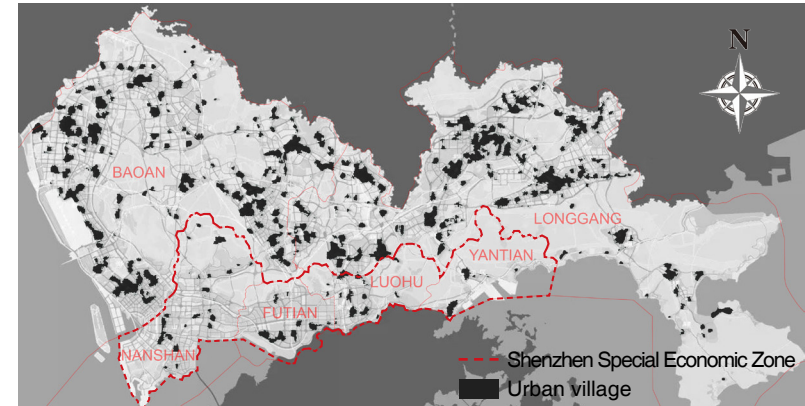 N
BAOAN
LONGGANG
YANTIAN
LUOHU
FUTIAN
NANSHAN
Shenzhen Special Economic Zone
Urban village